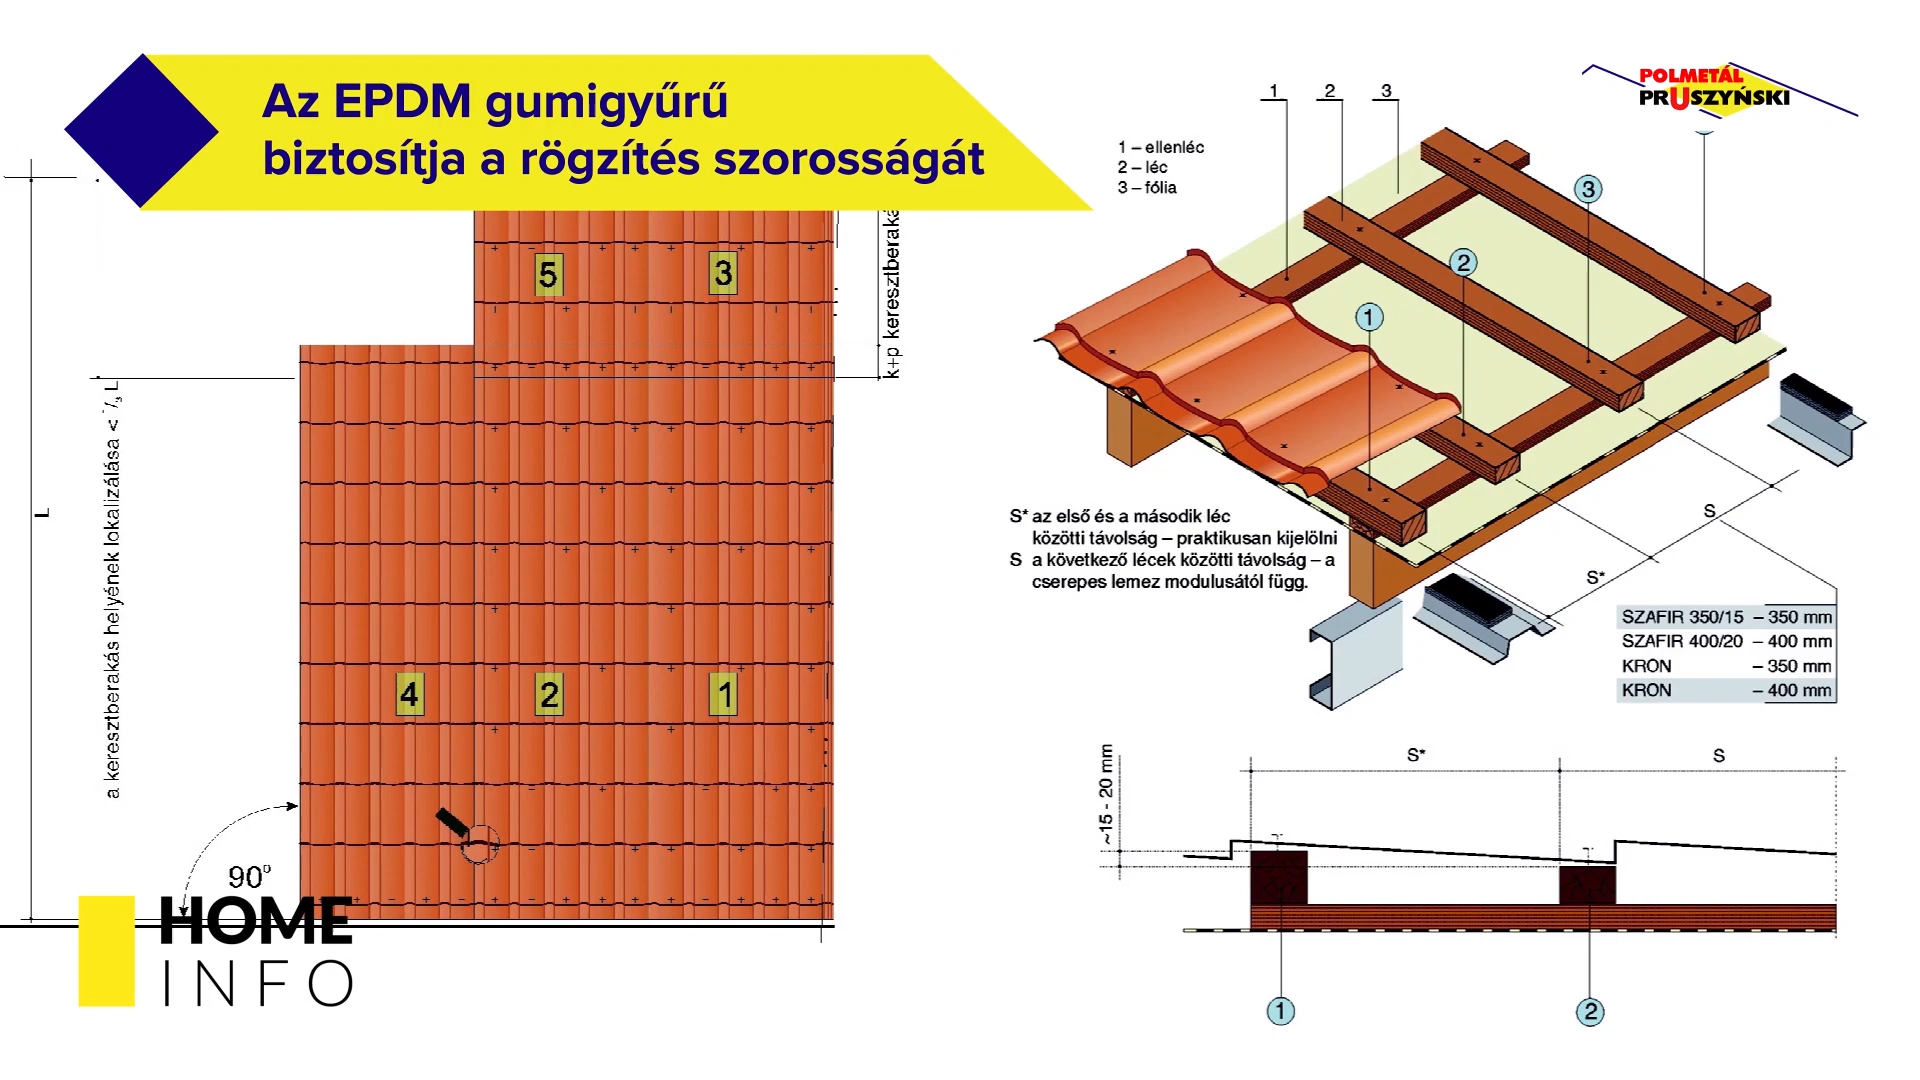 Az EPDM gumigyűrű
biztosítja a rögzítés szorosságát
POLMETÁL
PRUSZYŃSKI
1 2 3
1 – ellenléc
2 – léc
3 – fólia
3
2
1
5 3
4 2 1
L
a keresztberakás helyének lokalizálása < 
k+p
90°
S* az első és a második léc
közötti távolság – praktikusan kijelölni
S a következő lécek közötti távolság – a
cserepes lemez modulusától függ.
S
S*
SZAFIR 350/15 – 350 mm
SZAFIR 400/20 – 400 mm
KRON – 350 mm
KRON – 400 mm
~15 - 20 mm
S* S
1 2
HOME
INFO